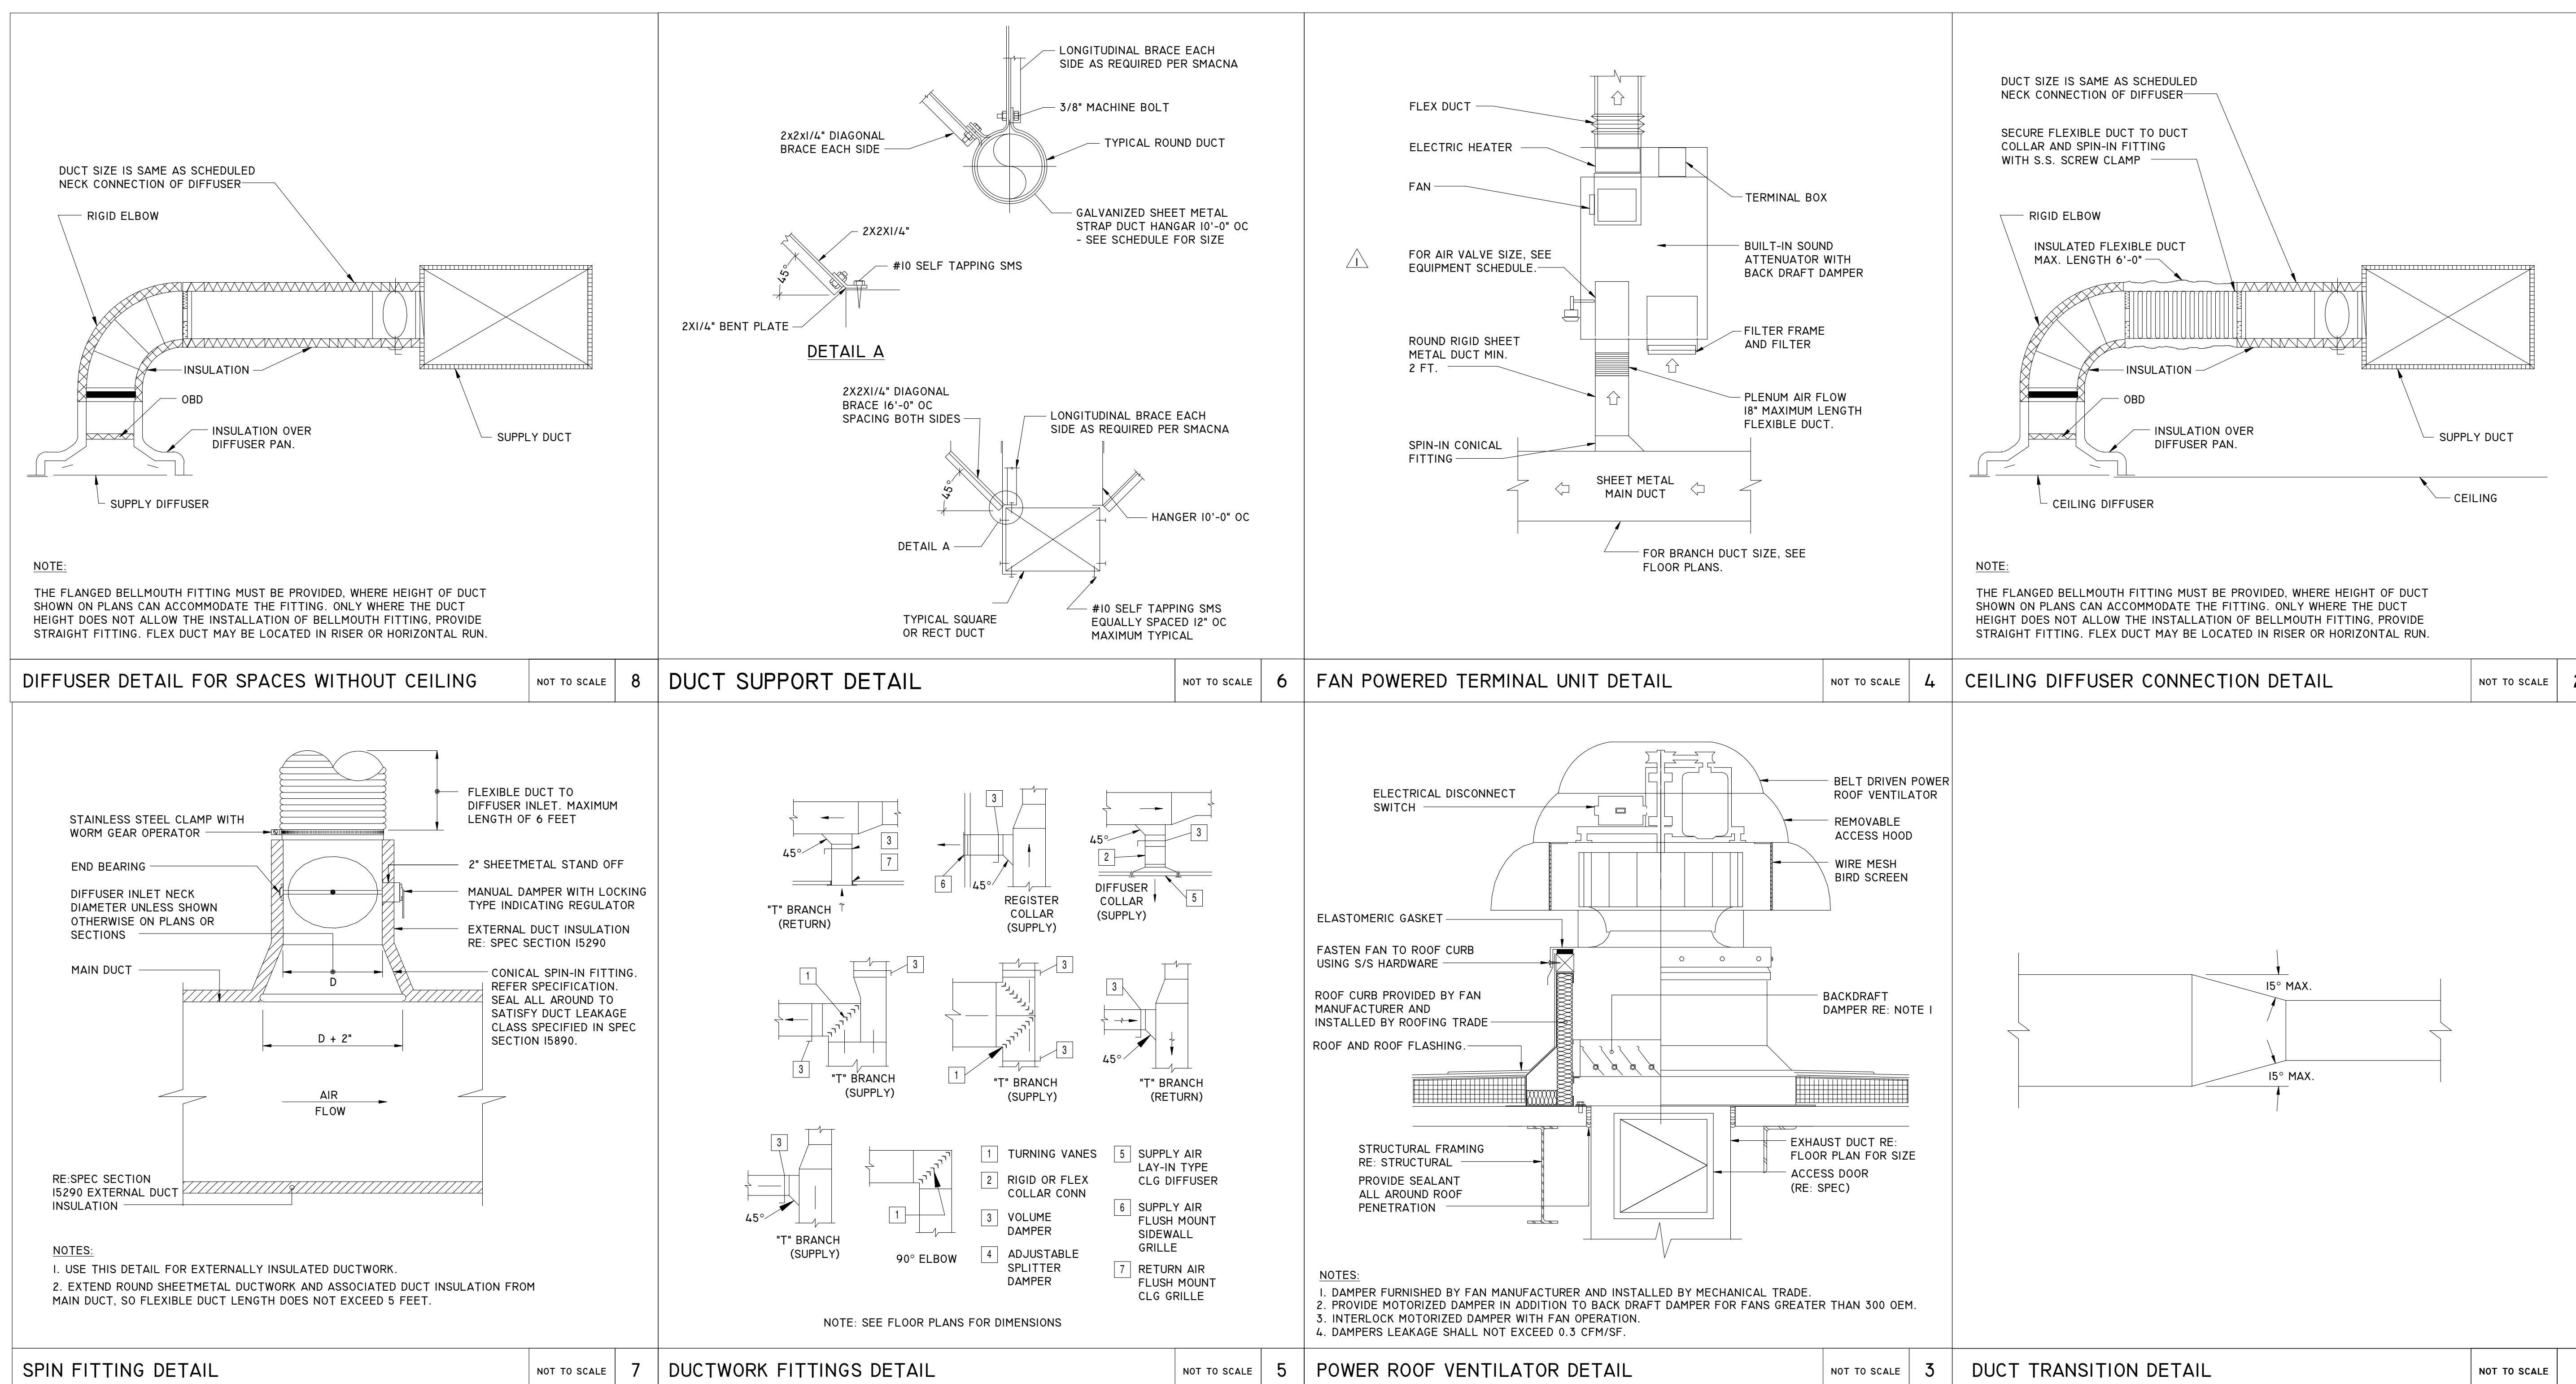 DUCT SIZE IS SAME AS SCHEDULED
NECK CONNECTION OF DIFFUSER
RIGID ELBOW
INSULATION
OBD
INSULATION OVER
DIFFUSER PAN.
SUPPLY DUCT
SUPPLY DIFFUSER
NOTE:
THE FLANGED BELLMOUTH FITTING MUST BE PROVIDED, WHERE HEIGHT OF DUCT
SHOWN ON PLANS CAN ACCOMMODATE THE FITTING. ONLY WHERE THE DUCT
HEIGHT DOES NOT ALLOW THE INSTALLATION OF BELLMOUTH FITTING, PROVIDE
STRAIGHT FITTING. FLEX DUCT MAY BE LOCATED IN RISER OR HORIZONTAL RUN.
DIFFUSER DETAIL FOR SPACES WITHOUT CEILING
NOT TO SCALE
8
LONGITUDINAL BRACE EACH
SIDE AS REQUIRED PER SMACNA
3/8" MACHINE BOLT
2x2x1/4" DIAGONAL
BRACE EACH SIDE
TYPICAL ROUND DUCT
GALVANIZED SHEET METAL
STRAP DUCT HANGAR 10'-0" OC
- SEE SCHEDULE FOR SIZE
2X2X1/4"
#10 SELF TAPPING SMS
45°
2X1/4" BENT PLATE
DETAIL A
2X2X1/4" DIAGONAL
BRACE 16'-0" OC
SPACING BOTH SIDES
LONGITUDINAL BRACE EACH
SIDE AS REQUIRED PER SMACNA
45°
HANGER 10'-0" OC
DETAIL A
TYPICAL SQUARE
OR RECT DUCT
#10 SELF TAPPING SMS
EQUALLY SPACED 12" OC
MAXIMUM TYPICAL
DUCT SUPPORT DETAIL
NOT TO SCALE
6
FLEX DUCT
ELECTRIC HEATER
FAN
TERMINAL BOX
1
FOR AIR VALVE SIZE, SEE
EQUIPMENT SCHEDULE.
BUILT-IN SOUND
ATTENUATOR WITH
BACK DRAFT DAMPER
FILTER FRAME
AND FILTER
ROUND RIGID SHEET
METAL DUCT MIN.
2 FT.
PLENUM AIR FLOW
18" MAXIMUM LENGTH
FLEXIBLE DUCT.
SPIN-IN CONICAL
FITTING
SHEET METAL
MAIN DUCT
FOR BRANCH DUCT SIZE, SEE
FLOOR PLANS.
FAN POWERED TERMINAL UNIT DETAIL
NOT TO SCALE
4
DUCT SIZE IS SAME AS SCHEDULED
NECK CONNECTION OF DIFFUSER
SECURE FLEXIBLE DUCT TO DUCT
COLLAR AND SPIN-IN FITTING
WITH S.S. SCREW CLAMP
RIGID ELBOW
INSULATED FLEXIBLE DUCT
MAX. LENGTH 6'-0"
INSULATION
OBD
INSULATION OVER
DIFFUSER PAN.
SUPPLY DUCT
CEILING DIFFUSER
CEILING
NOTE:
THE FLANGED BELLMOUTH FITTING MUST BE PROVIDED, WHERE HEIGHT OF DUCT
SHOWN ON PLANS CAN ACCOMMODATE THE FITTING. ONLY WHERE THE DUCT
HEIGHT DOES NOT ALLOW THE INSTALLATION OF BELLMOUTH FITTING, PROVIDE
STRAIGHT FITTING. FLEX DUCT MAY BE LOCATED IN RISER OR HORIZONTAL RUN.
CEILING DIFFUSER CONNECTION DETAIL
NOT TO SCALE
FLEXIBLE DUCT TO
DIFFUSER INLET. MAXIMUM
LENGTH OF 6 FEET
STAINLESS STEEL CLAMP WITH
WORM GEAR OPERATOR
END BEARING
2" SHEETMETAL STAND OFF
DIFFUSER INLET NECK
DIAMETER UNLESS SHOWN
OTHERWISE ON PLANS OR
SECTIONS
MANUAL DAMPER WITH LOCKING
TYPE INDICATING REGULATOR
EXTERNAL DUCT INSULATION
RE: SPEC SECTION 15290
MAIN DUCT
D
CONICAL SPIN-IN FITTING.
REFER SPECIFICATION.
SEAL ALL AROUND TO
SATISFY DUCT LEAKAGE
CLASS SPECIFIED IN SPEC
SECTION 15890.
D + 2"
AIR
FLOW
RE:SPEC SECTION
15290 EXTERNAL DUCT
INSULATION
NOTES:
1. USE THIS DETAIL FOR EXTERNALLY INSULATED DUCTWORK.
2. EXTEND ROUND SHEETMETAL DUCTWORK AND ASSOCIATED DUCT INSULATION FROM
MAIN DUCT, SO FLEXIBLE DUCT LENGTH DOES NOT EXCEED 5 FEET.
SPIN FITTING DETAIL
NOT TO SCALE
7
45°
3
7
"T" BRANCH
(RETURN)
3
6
45°
REGISTER
COLLAR
(SUPPLY)
45°
3
2
DIFFUSER
COLLAR
(SUPPLY)
5
1
3
3
"T" BRANCH
(SUPPLY)
3
3
1
"T" BRANCH
(SUPPLY)
3
45°
"T" BRANCH
(RETURN)
3
45°
"T" BRANCH
(SUPPLY)
1
90° ELBOW
1 TURNING VANES
2 RIGID OR FLEX
COLLAR CONN
3 VOLUME
DAMPER
4 ADJUSTABLE
SPLITTER
DAMPER
5 SUPPLY AIR
LAY-IN TYPE
CLG DIFFUSER
6 SUPPLY AIR
FLUSH MOUNT
SIDEWALL
GRILLE
7 RETURN AIR
FLUSH MOUNT
CLG GRILLE
NOTE: SEE FLOOR PLANS FOR DIMENSIONS
DUCTWORK FITTINGS DETAIL
NOT TO SCALE
5
ELECTRICAL DISCONNECT
SWITCH
BELT DRIVEN POWER
ROOF VENTILATOR
REMOVABLE
ACCESS HOOD
WIRE MESH
BIRD SCREEN
ELASTOMERIC GASKET
FASTEN FAN TO ROOF CURB
USING S/S HARDWARE
ROOF CURB PROVIDED BY FAN
MANUFACTURER AND
INSTALLED BY ROOFING TRADE
BACKDRAFT
DAMPER RE: NOTE 1
ROOF AND ROOF FLASHING.
STRUCTURAL FRAMING
RE: STRUCTURAL
PROVIDE SEALANT
ALL AROUND ROOF
PENETRATION
EXHAUST DUCT RE:
FLOOR PLAN FOR SIZE
ACCESS DOOR
(RE: SPEC)
NOTES:
1. DAMPER FURNISHED BY FAN MANUFACTURER AND INSTALLED BY MECHANICAL TRADE.
2. PROVIDE MOTORIZED DAMPER IN ADDITION TO BACK DRAFT DAMPER FOR FANS GREATER THAN 300 OEM.
3. INTERLOCK MOTORIZED DAMPER WITH FAN OPERATION.
4. DAMPERS LEAKAGE SHALL NOT EXCEED 0.3 CFM/SF.
POWER ROOF VENTILATOR DETAIL
NOT TO SCALE
3
15° MAX.
15° MAX.
DUCT TRANSITION DETAIL
NOT TO SCALE